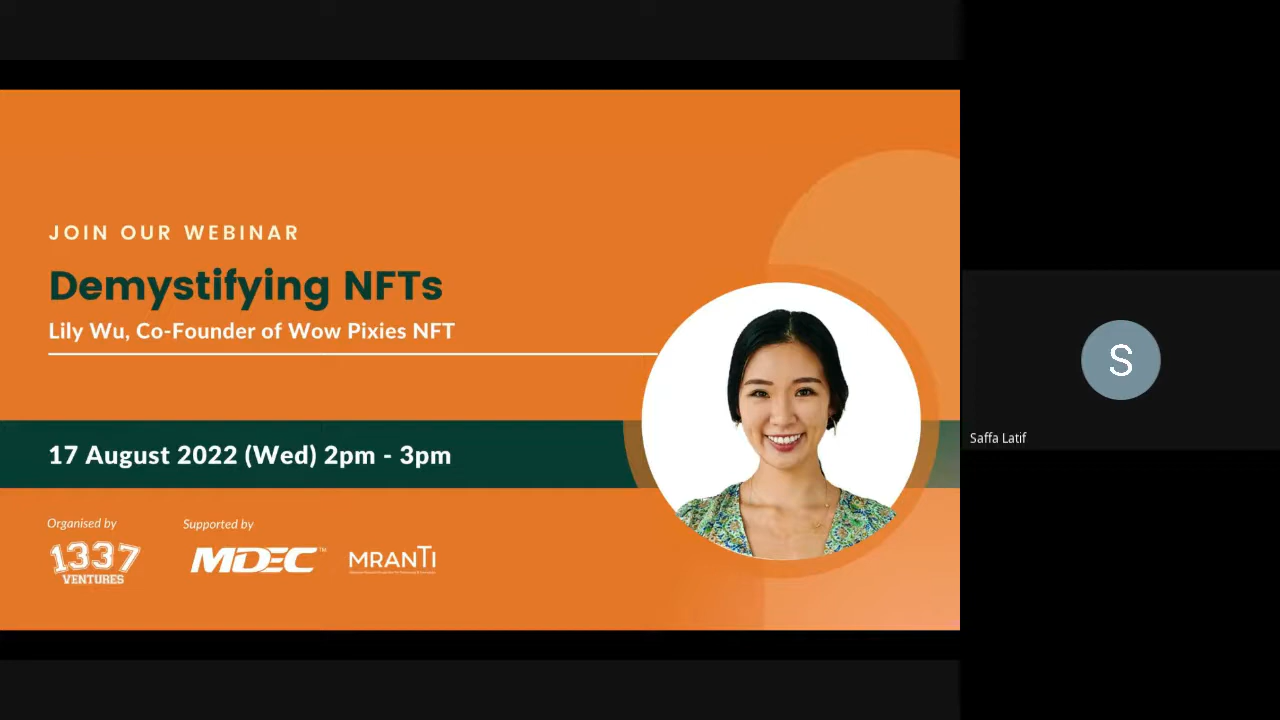 JOIN OUR WEBINAR
Demystifying NFTs
Lily Wu, Co-Founder of Wow Pixies NFT
17 August 2022 (Wed) 2pm - 3pm
Organised by
Supported by
1337
VENTURES
MDEC™
MRANTI
S
Saffa Latif